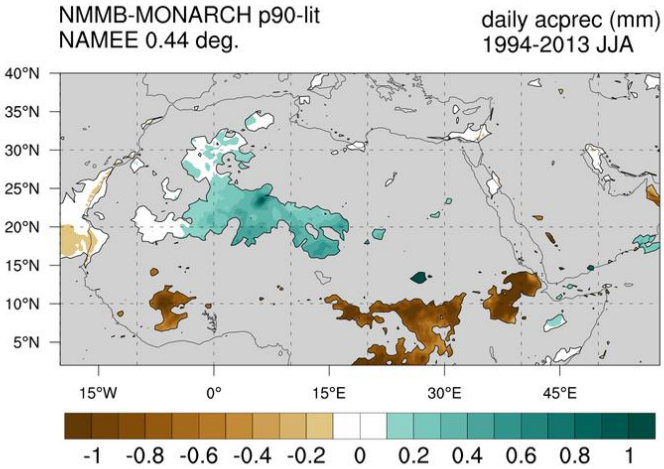 NMMB-MONARCH p90-lit
NAMEE 0.44 deg.
daily acprec (mm)
1994-2013 JJA
40°N
35°N
30°N
25°N
20°N
15°N
10°N
5°N
15°W 0° 15°E 30°E 45°E
-1 -0.8 -0.6 -0.4 -0.2 0 0.2 0.4 0.6 0.8 1